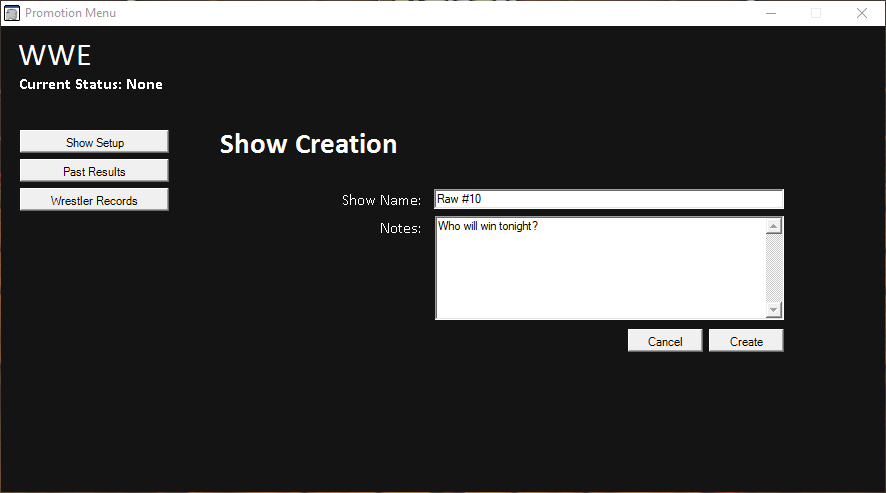 Promotion Menu
WWE
Current Status: None
Show Setup
Past Results
Wrestler Records
Show Creation
Show Name: Raw #10
Notes: Who will win tonight?
Cancel Create